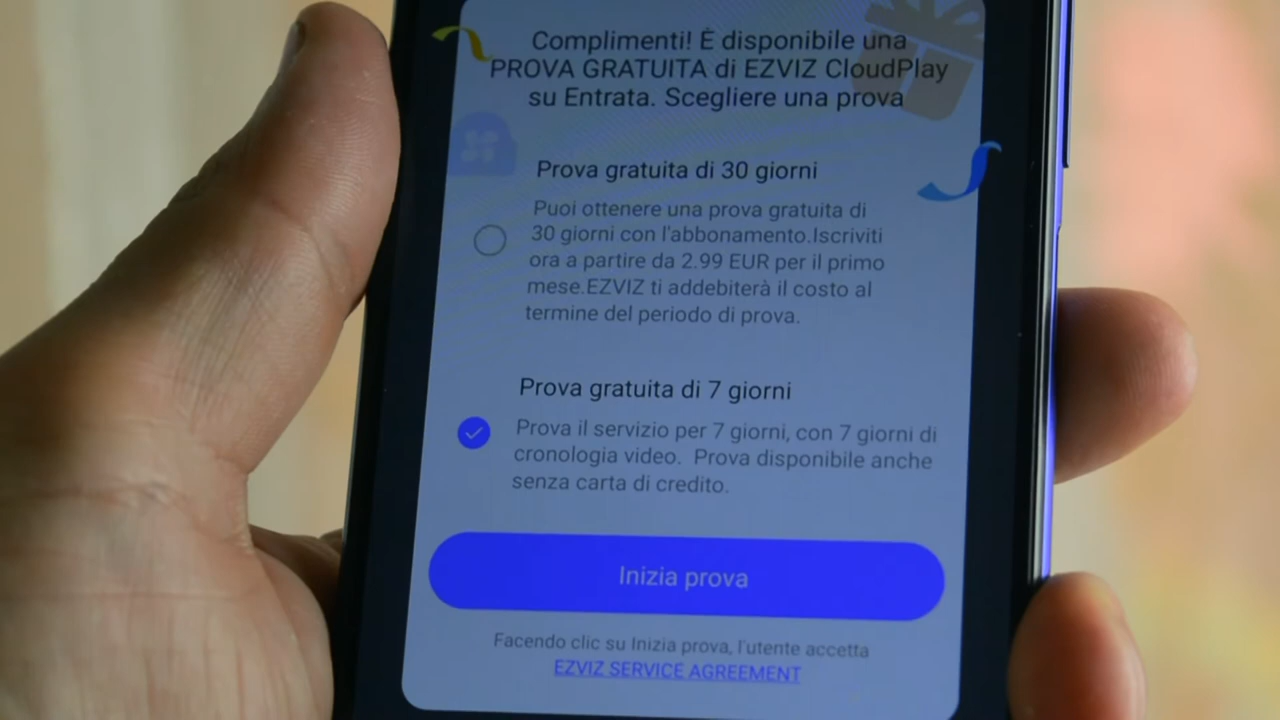 Complimenti! È disponibile una
PROVA GRATUITA di EZVIZ CloudPlay
su Entrata. Scegliere una prova
Prova gratuita di 30 giorni
Puoi ottenere una prova gratuita di
30 giorni con l'abbonamento.Iscriviti
ora a partire da 2.99 EUR per il primo
mese.EZVIZ ti addebiterà il costo al
termine del periodo di prova.
Prova gratuita di 7 giorni
Prova il servizio per 7 giorni, con 7 giorni di
cronologia video. Prova disponibile anche
senza carta di credito.
Inizia prova
Facendo clic su Inizia prova, l'utente accetta
EZVIZ SERVICE AGREEMENT